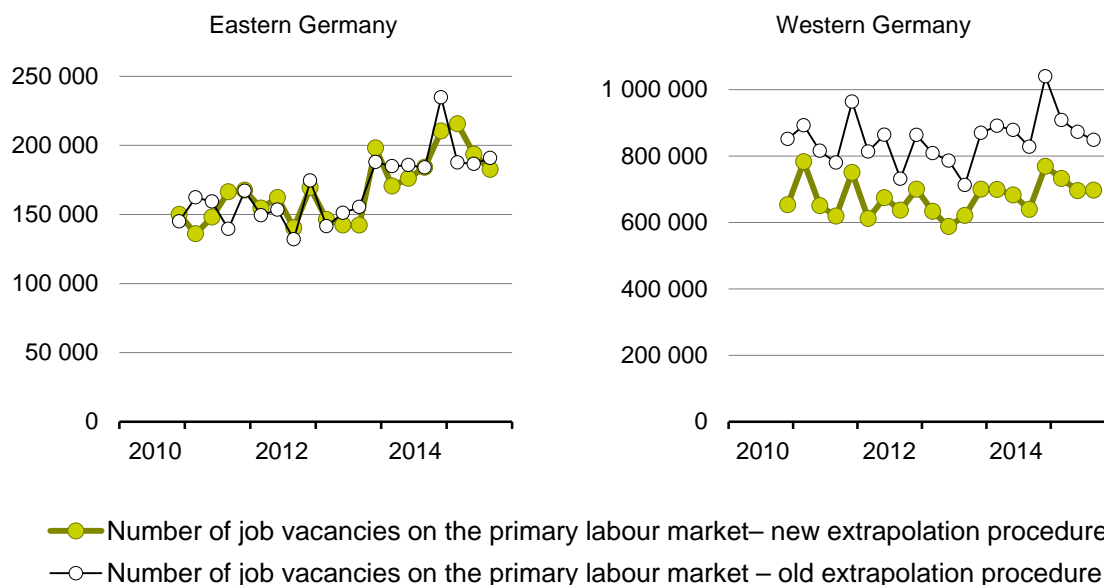 Eastern Germany
250 000
200 000
150 000
100 000
50 000
0
2010 2012 2014
Western Germany
1 000 000
800 000
600 000
400 000
200 000
0
2010 2012 2014
Number of job vacancies on the primary labour market– new extrapolation procedure
Number of job vacancies on the primary labour market – old extrapolation procedure